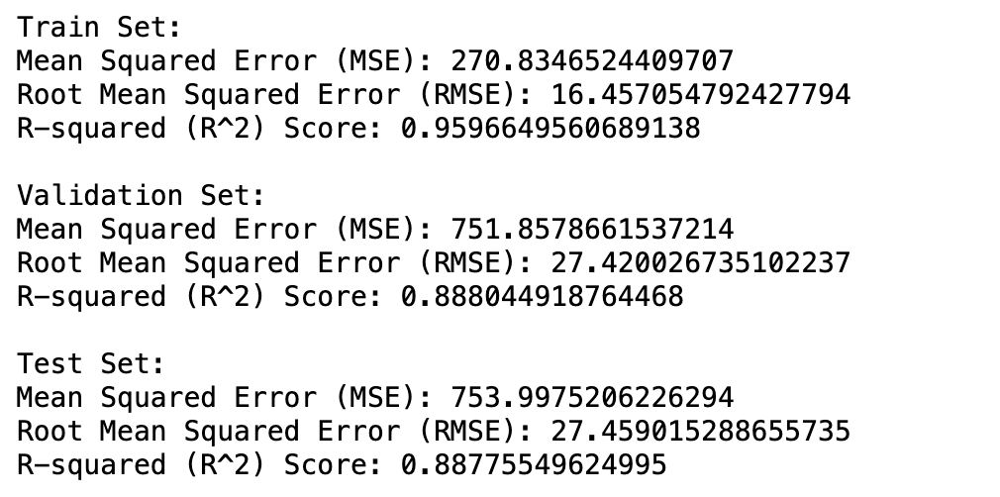 Train Set:
Mean Squared Error (MSE): 270.8346524409707
Root Mean Squared Error (RMSE): 16.457054792427794
R-squared (R^2) Score: 0.9596649560689138
Validation Set:
Mean Squared Error (MSE): 751.8578661537214
Root Mean Squared Error (RMSE): 27.420026735102237
R-squared (R^2) Score: 0.888044918764468
Test Set:
Mean Squared Error (MSE): 753.9975206226294
Root Mean Squared Error (RMSE): 27.459015288655735
R-squared (R^2) Score: 0.88775549624995